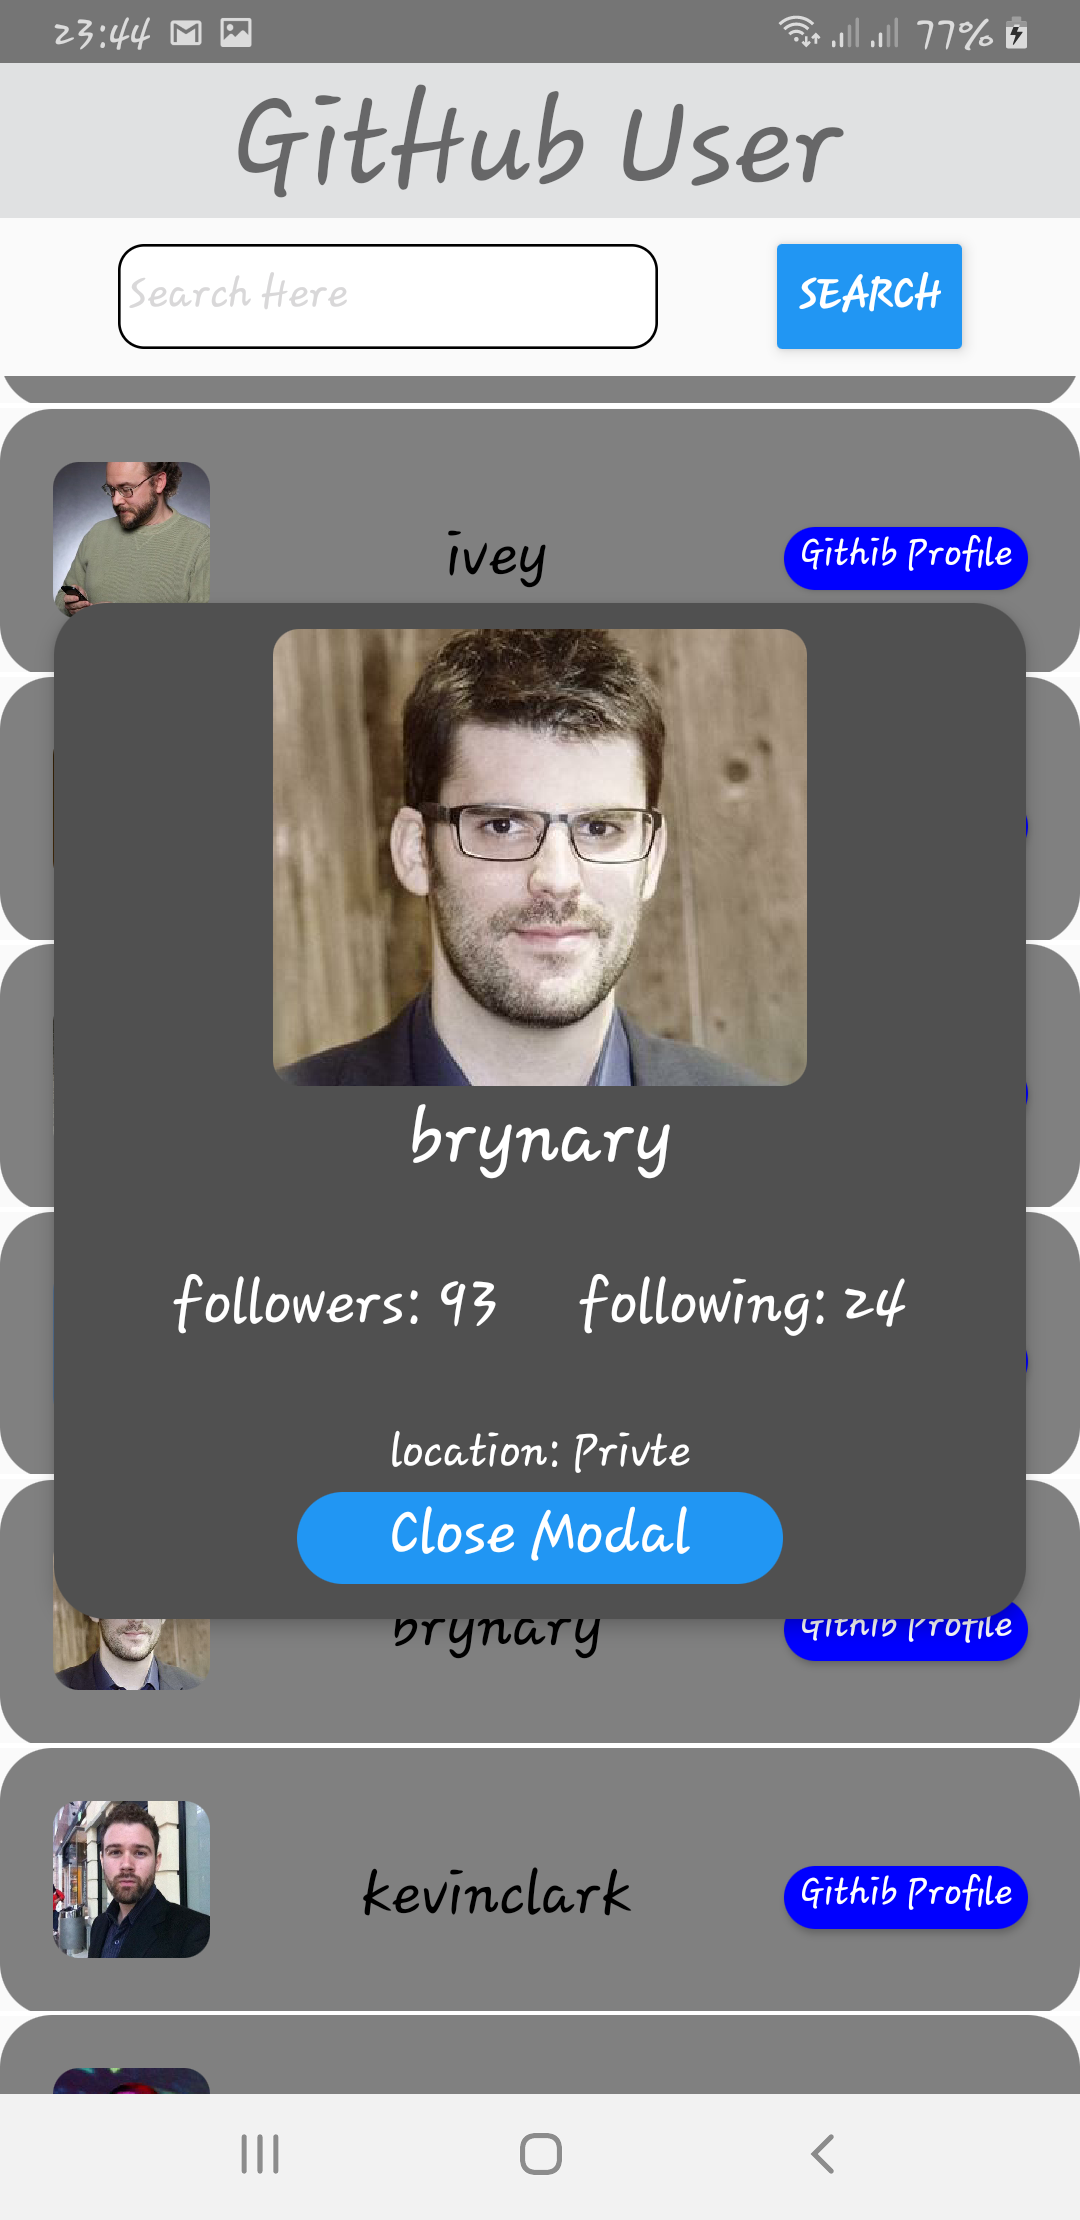 23:44 77%
GitHub User
Search Here SEARCH
ivey Githib Profile
brynary
followers: 93 following: 24
location: Privte
Close Modal
brynary Githib Profile
kevinclark Githib Profile